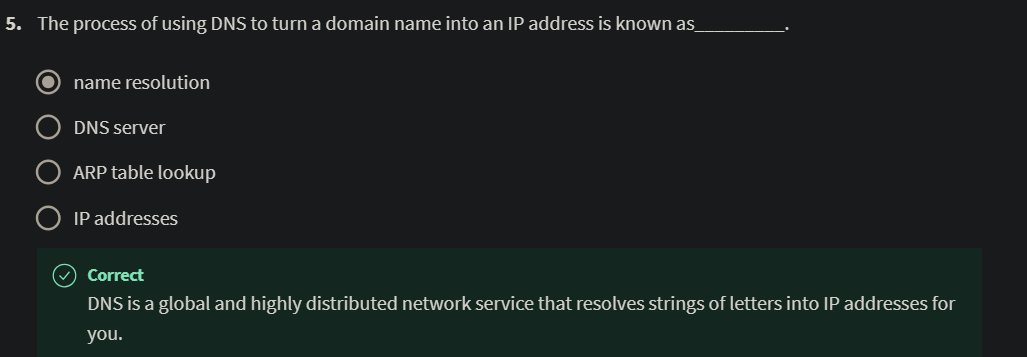 5. The process of using DNS to turn a domain name into an IP address is known as_________.
name resolution
DNS server
ARP table lookup
IP addresses
Correct
DNS is a global and highly distributed network service that resolves strings of letters into IP addresses for
you.